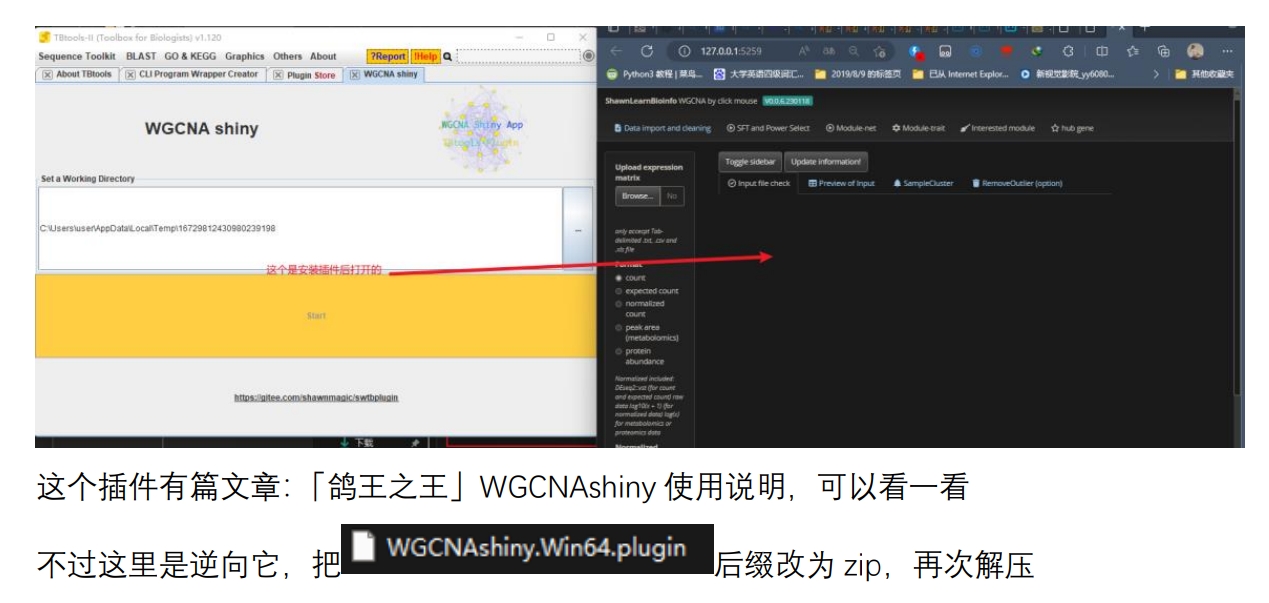 TBtools-II (Toolbox for Biologists) v1.120
Sequence Toolkit BLAST GO & KEGG Graphics Others About ?Report !Help
About TBtools CLI Program Wrapper Creator Plugin Store WGCNA shiny
WGCNA shiny
WGCNA Shiny App
TBtools Plugin
Set a Working Directory
C:\Users\user\AppData\Local\Temp\16729812430980239198
...
这个是安装插件后打开的
Start
https://gitee.com/shawnmagic/swtbplugin
下载
127.0.0.1:5259
Python3 教程 | 菜鸟... 大学英语四级词汇... 2019/8/9 的标签页 已从 Internet Explor... 新视觉影院_yy6080... 其他收藏夹
ShawnLearnBioinfo WGCNA by click mouse V0.0.6.230118
Data import and cleaning SFT and Power Select Module-net Module-trait Interested module hub gene
Upload expression
matrix
Browse... No
only accept Tab-
delimited .txt, .csv and
.xls file
Format
count
expected count
normalized
count
peak area
(metabolomics)
protein
abundance
Normalized included:
DEseq2::vst (for count
and expected count) raw
data log10(x + 1) (for
normalized data) log(x)
for metabolomics or
proteomics data
Normalized
Toggle sidebar Update information!
Input file check Preview of Input SampleCluster RemoveOutlier (option)
这个插件有篇文章:「鸽王之王」WGCNAshiny 使用说明，可以看一看
不过这里是逆向它，把 WGCNAshiny.Win64.plugin 后缀改为 zip，再次解压